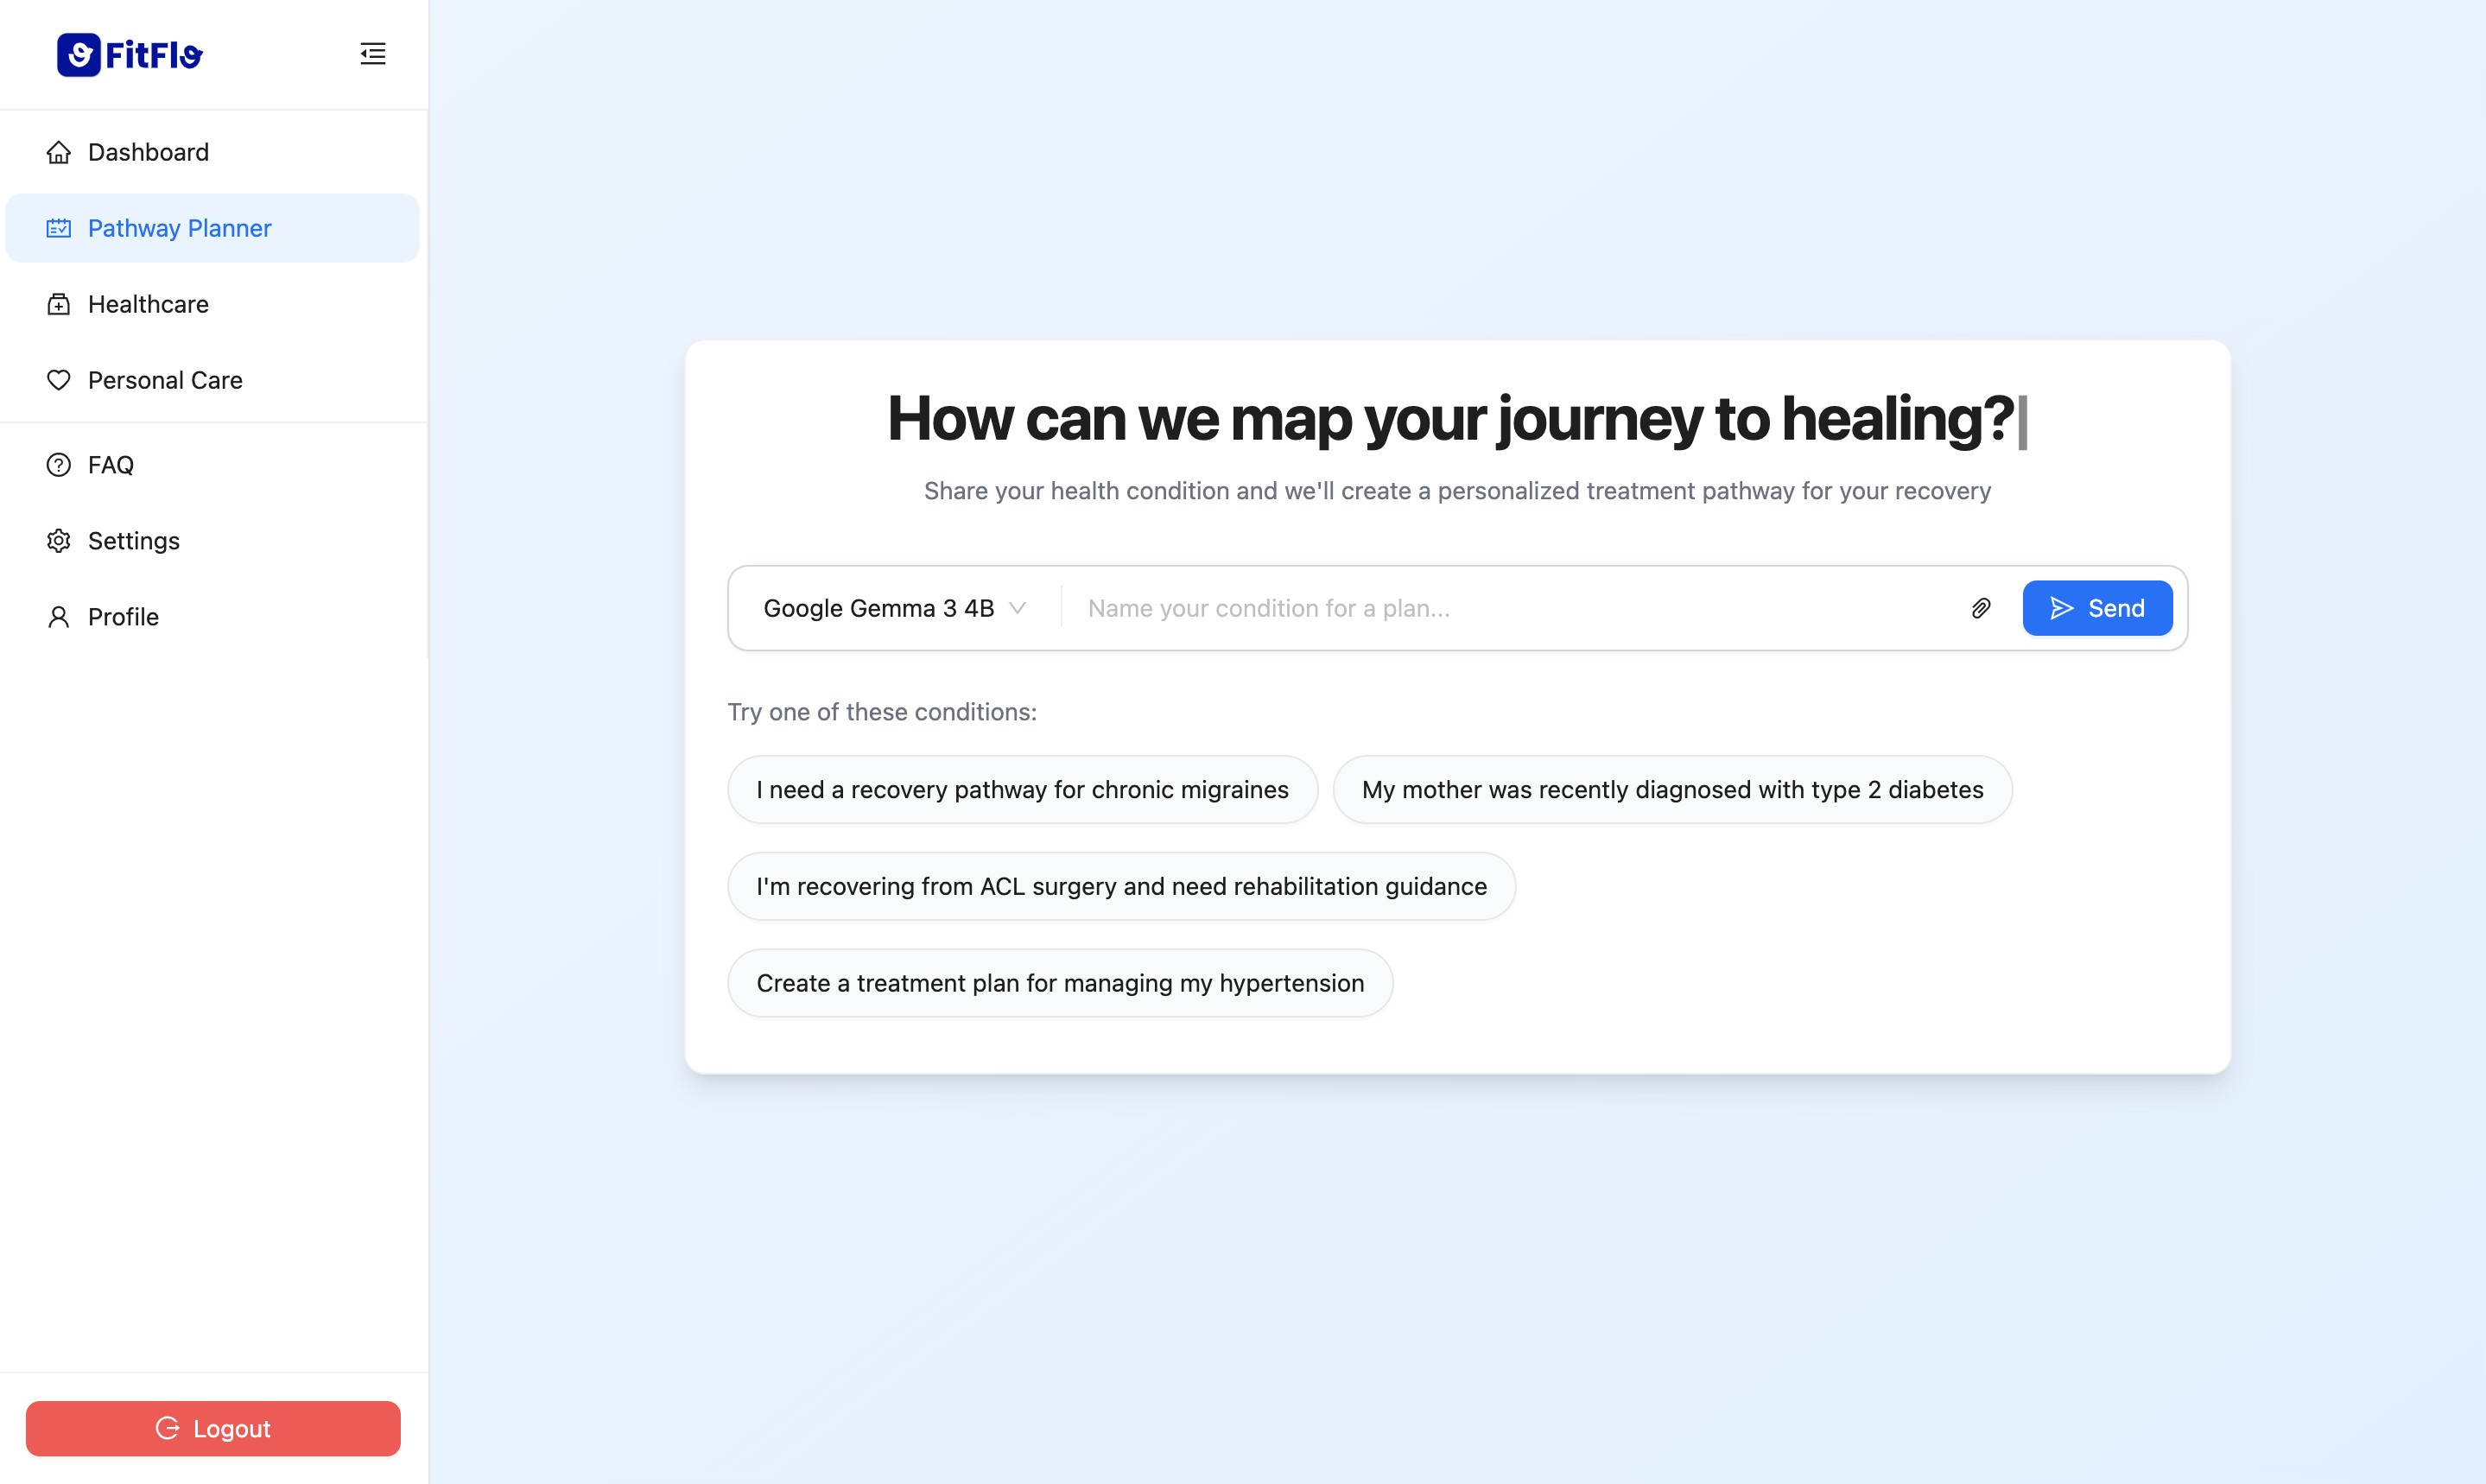 FitFlo
Dashboard
Pathway Planner
Healthcare
Personal Care
FAQ
Settings
Profile
Logout
How can we map your journey to healing?
Share your health condition and we'll create a personalized treatment pathway for your recovery
Google Gemma 3 4B
Name your condition for a plan...
Send
Try one of these conditions:
I need a recovery pathway for chronic migraines
My mother was recently diagnosed with type 2 diabetes
I'm recovering from ACL surgery and need rehabilitation guidance
Create a treatment plan for managing my hypertension